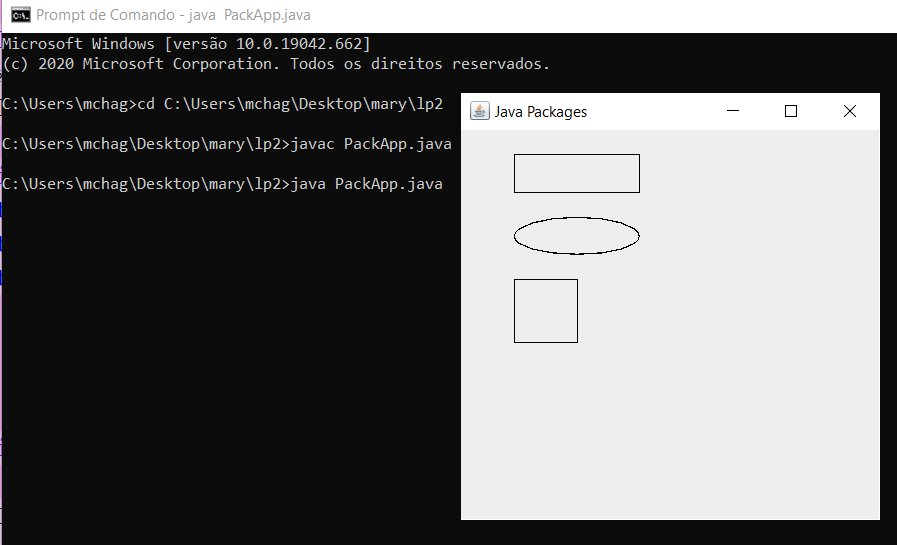 Prompt de Comando - java  PackApp.java
Microsoft Windows [versão 10.0.19042.662]
(c) 2020 Microsoft Corporation. Todos os direitos reservados.
C:\Users\mchag>cd C:\Users\mchag\Desktop\mary\lp2
C:\Users\mchag\Desktop\mary\lp2>javac PackApp.java
C:\Users\mchag\Desktop\mary\lp2>java PackApp.java
Java Packages